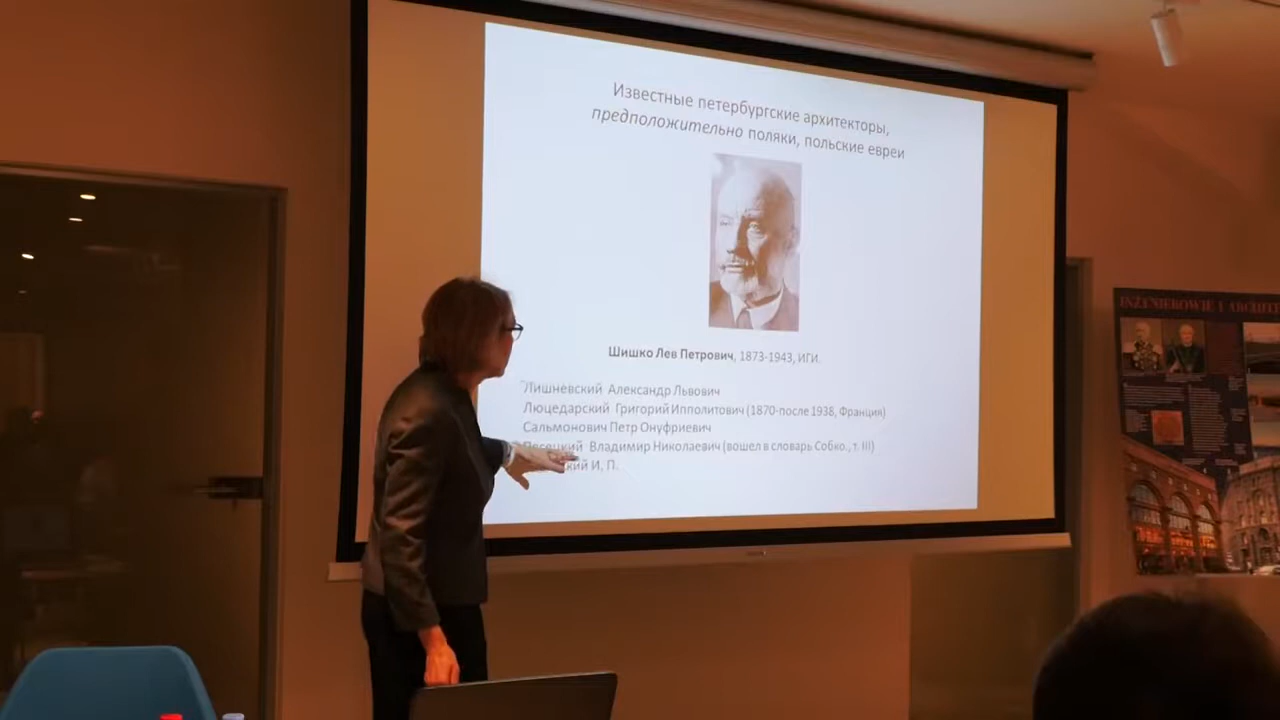 Известные петербургские архитекторы,
предположительно поляки, польские евреи
Шишко Лев Петрович, 1873-1943, ИГИ.
Лишневский Александр Львович
Люцедарский Григорий Ипполитович (1870-после 1938, Франция)
Сальмонович Петр Онуфриевич
Владимир Николаевич (вошел в словарь Собко., т. III)
И, П.
INŻYNIEROWIE I